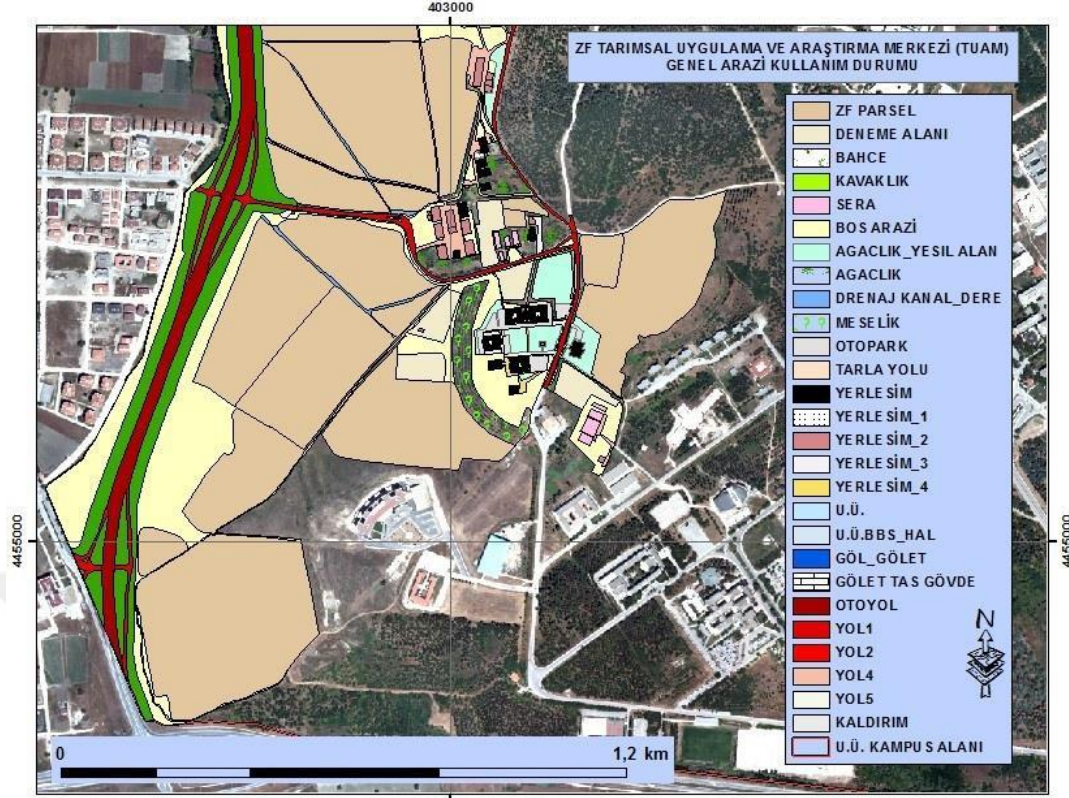 403000
ZF TARIMSAL UYGULAMA VE ARAŞTIRMA MERKEZİ (TUAM)
GENEL ARAZİ KULLANIM DURUMU
ZF PARSEL
DENEME ALANI
BAHCE
KAVAKLIK
SERA
BOS ARAZİ
AGACLIK_YESIL ALAN
AGACLIK
DRENAJ KANAL_DERE
MESELİK
OTOPARK
TARLA YOLU
YERLESİM
YERLESİM_1
YERLESİM_2
YERLESİM_3
YERLESİM_4
U.Ü.
U.Ü.BBS_HAL
GÖL_GÖLET
GÖLET TAS GÖVDE
OTOYOL
YOL1
YOL2
YOL4
YOL5
KALDIRIM
U.Ü. KAMPUS ALANI
N
4455000
4455000
0 1,2 km